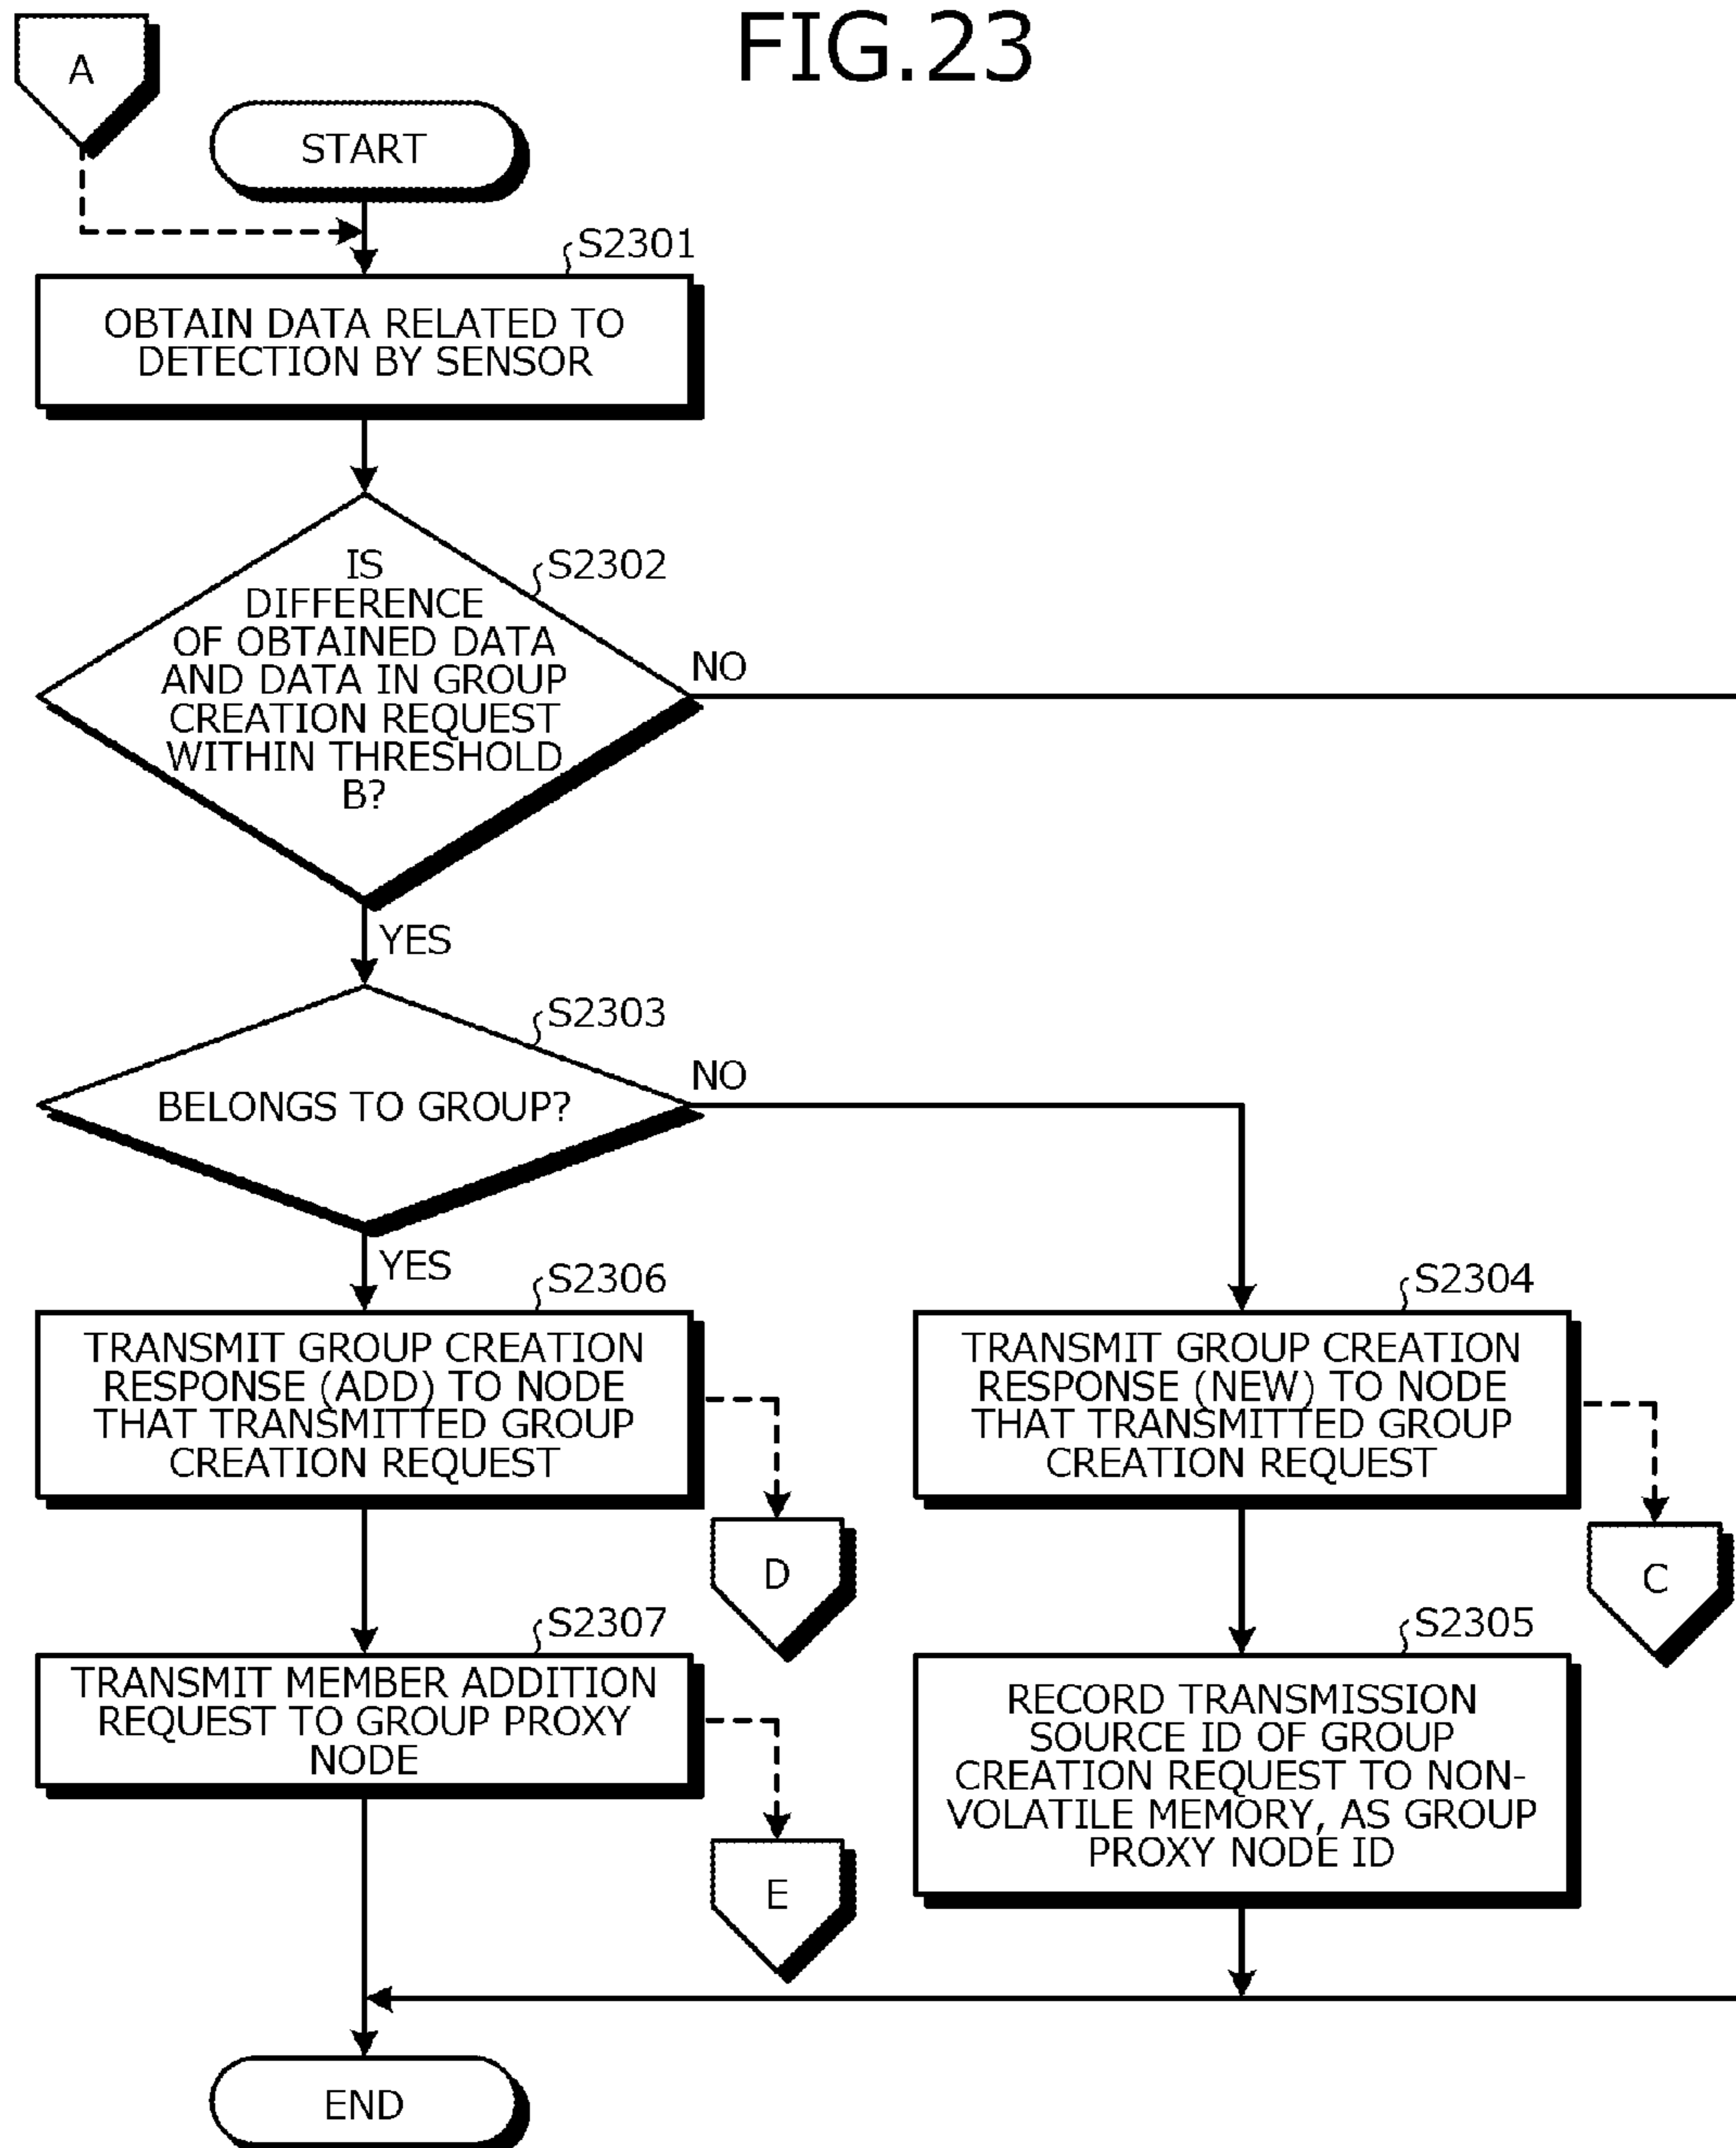 FIG.23
A
START
S2301
OBTAIN DATA RELATED TO
DETECTION BY SENSOR
S2302
IS
DIFFERENCE
OF OBTAINED DATA
AND DATA IN GROUP
CREATION REQUEST
WITHIN THRESHOLD
B?
NO
YES
S2303
BELONGS TO GROUP?
NO
YES
S2306
TRANSMIT GROUP CREATION
RESPONSE (ADD) TO NODE
THAT TRANSMITTED GROUP
CREATION REQUEST
D
S2304
TRANSMIT GROUP CREATION
RESPONSE (NEW) TO NODE
THAT TRANSMITTED GROUP
CREATION REQUEST
C
S2307
TRANSMIT MEMBER ADDITION
REQUEST TO GROUP PROXY
NODE
E
S2305
RECORD TRANSMISSION
SOURCE ID OF GROUP
CREATION REQUEST TO NON-
VOLATILE MEMORY, AS GROUP
PROXY NODE ID
END